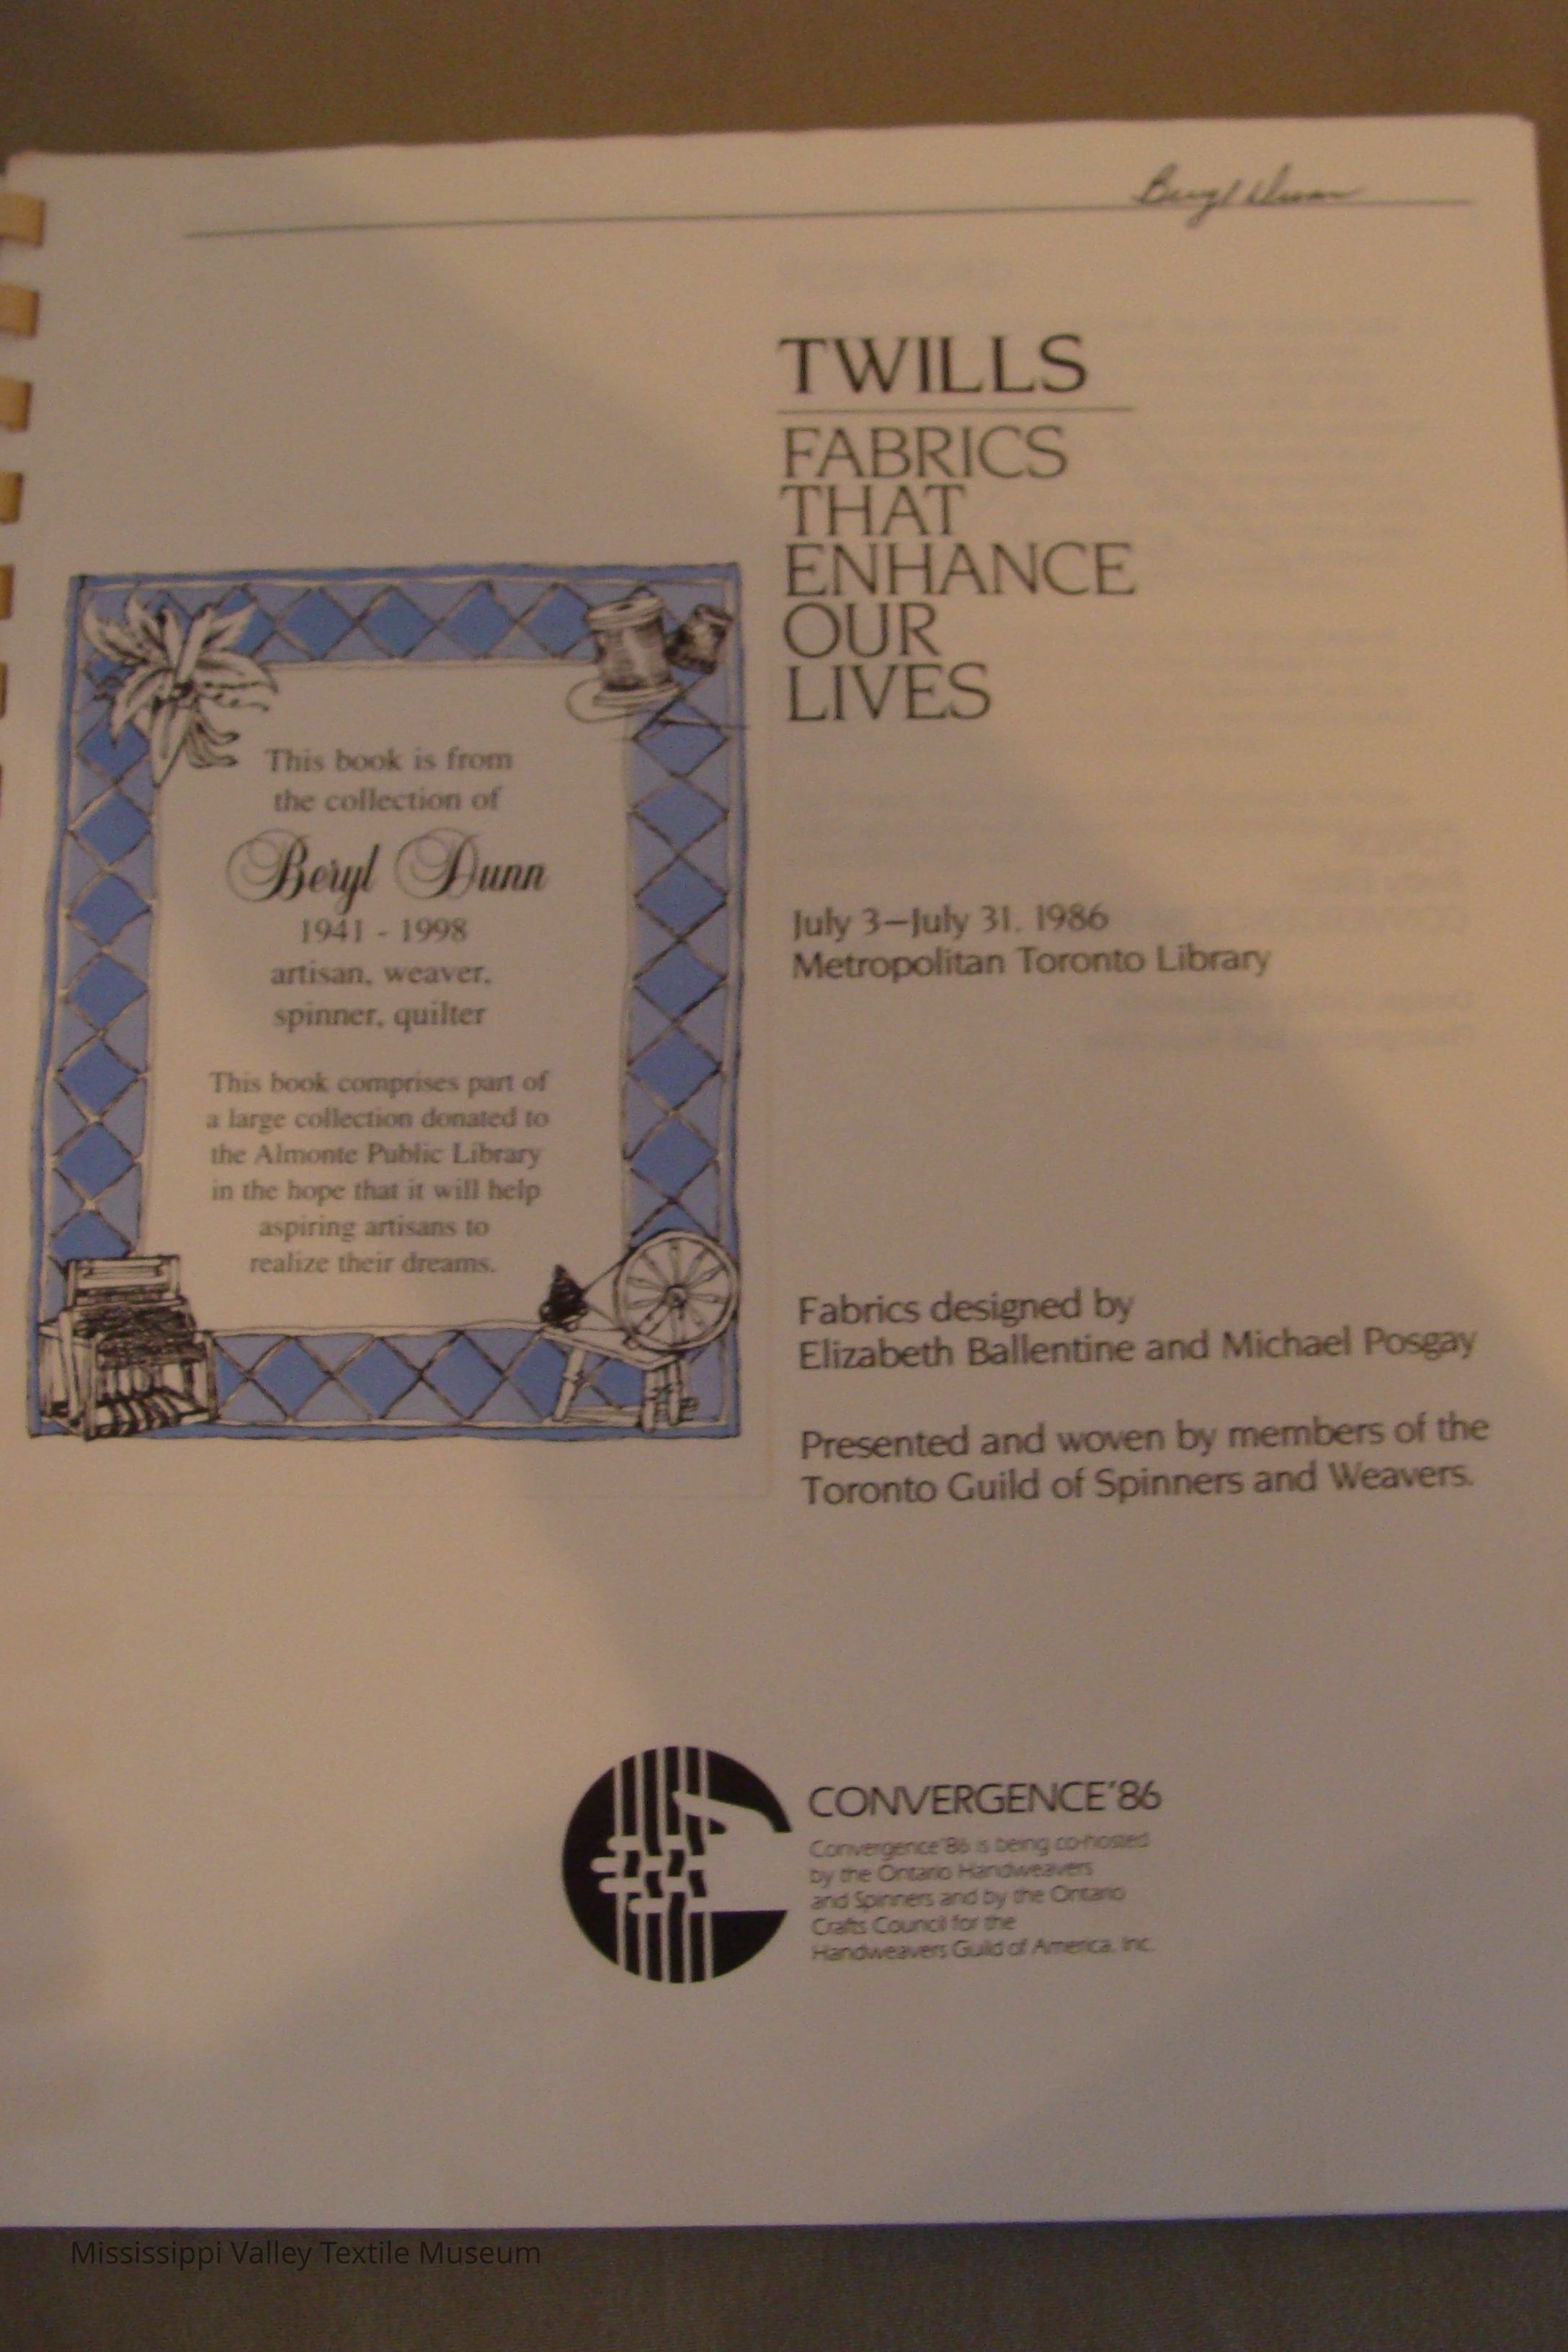 Beryl Dunn
TWILLS
FABRICS
THAT
ENHANCE
OUR
LIVES
This book is from
the collection of
Beryl Dunn
1941 - 1998
artisan, weaver,
spinner, quilter
This book comprises part of
a large collection donated to
the Almonte Public Library
in the hope that it will help
aspiring artisans to
realize their dreams.
July 3–July 31, 1986
Metropolitan Toronto Library
Fabrics designed by
Elizabeth Ballentine and Michael Posgay
Presented and woven by members of the
Toronto Guild of Spinners and Weavers.
CONVERGENCE'86
Convergence'86 is being co-hosted
by the Ontario Handweavers
and Spinners and by the Ontario
Crafts Council for the
Handweavers Guild of America, Inc.
Mississippi Valley Textile Museum